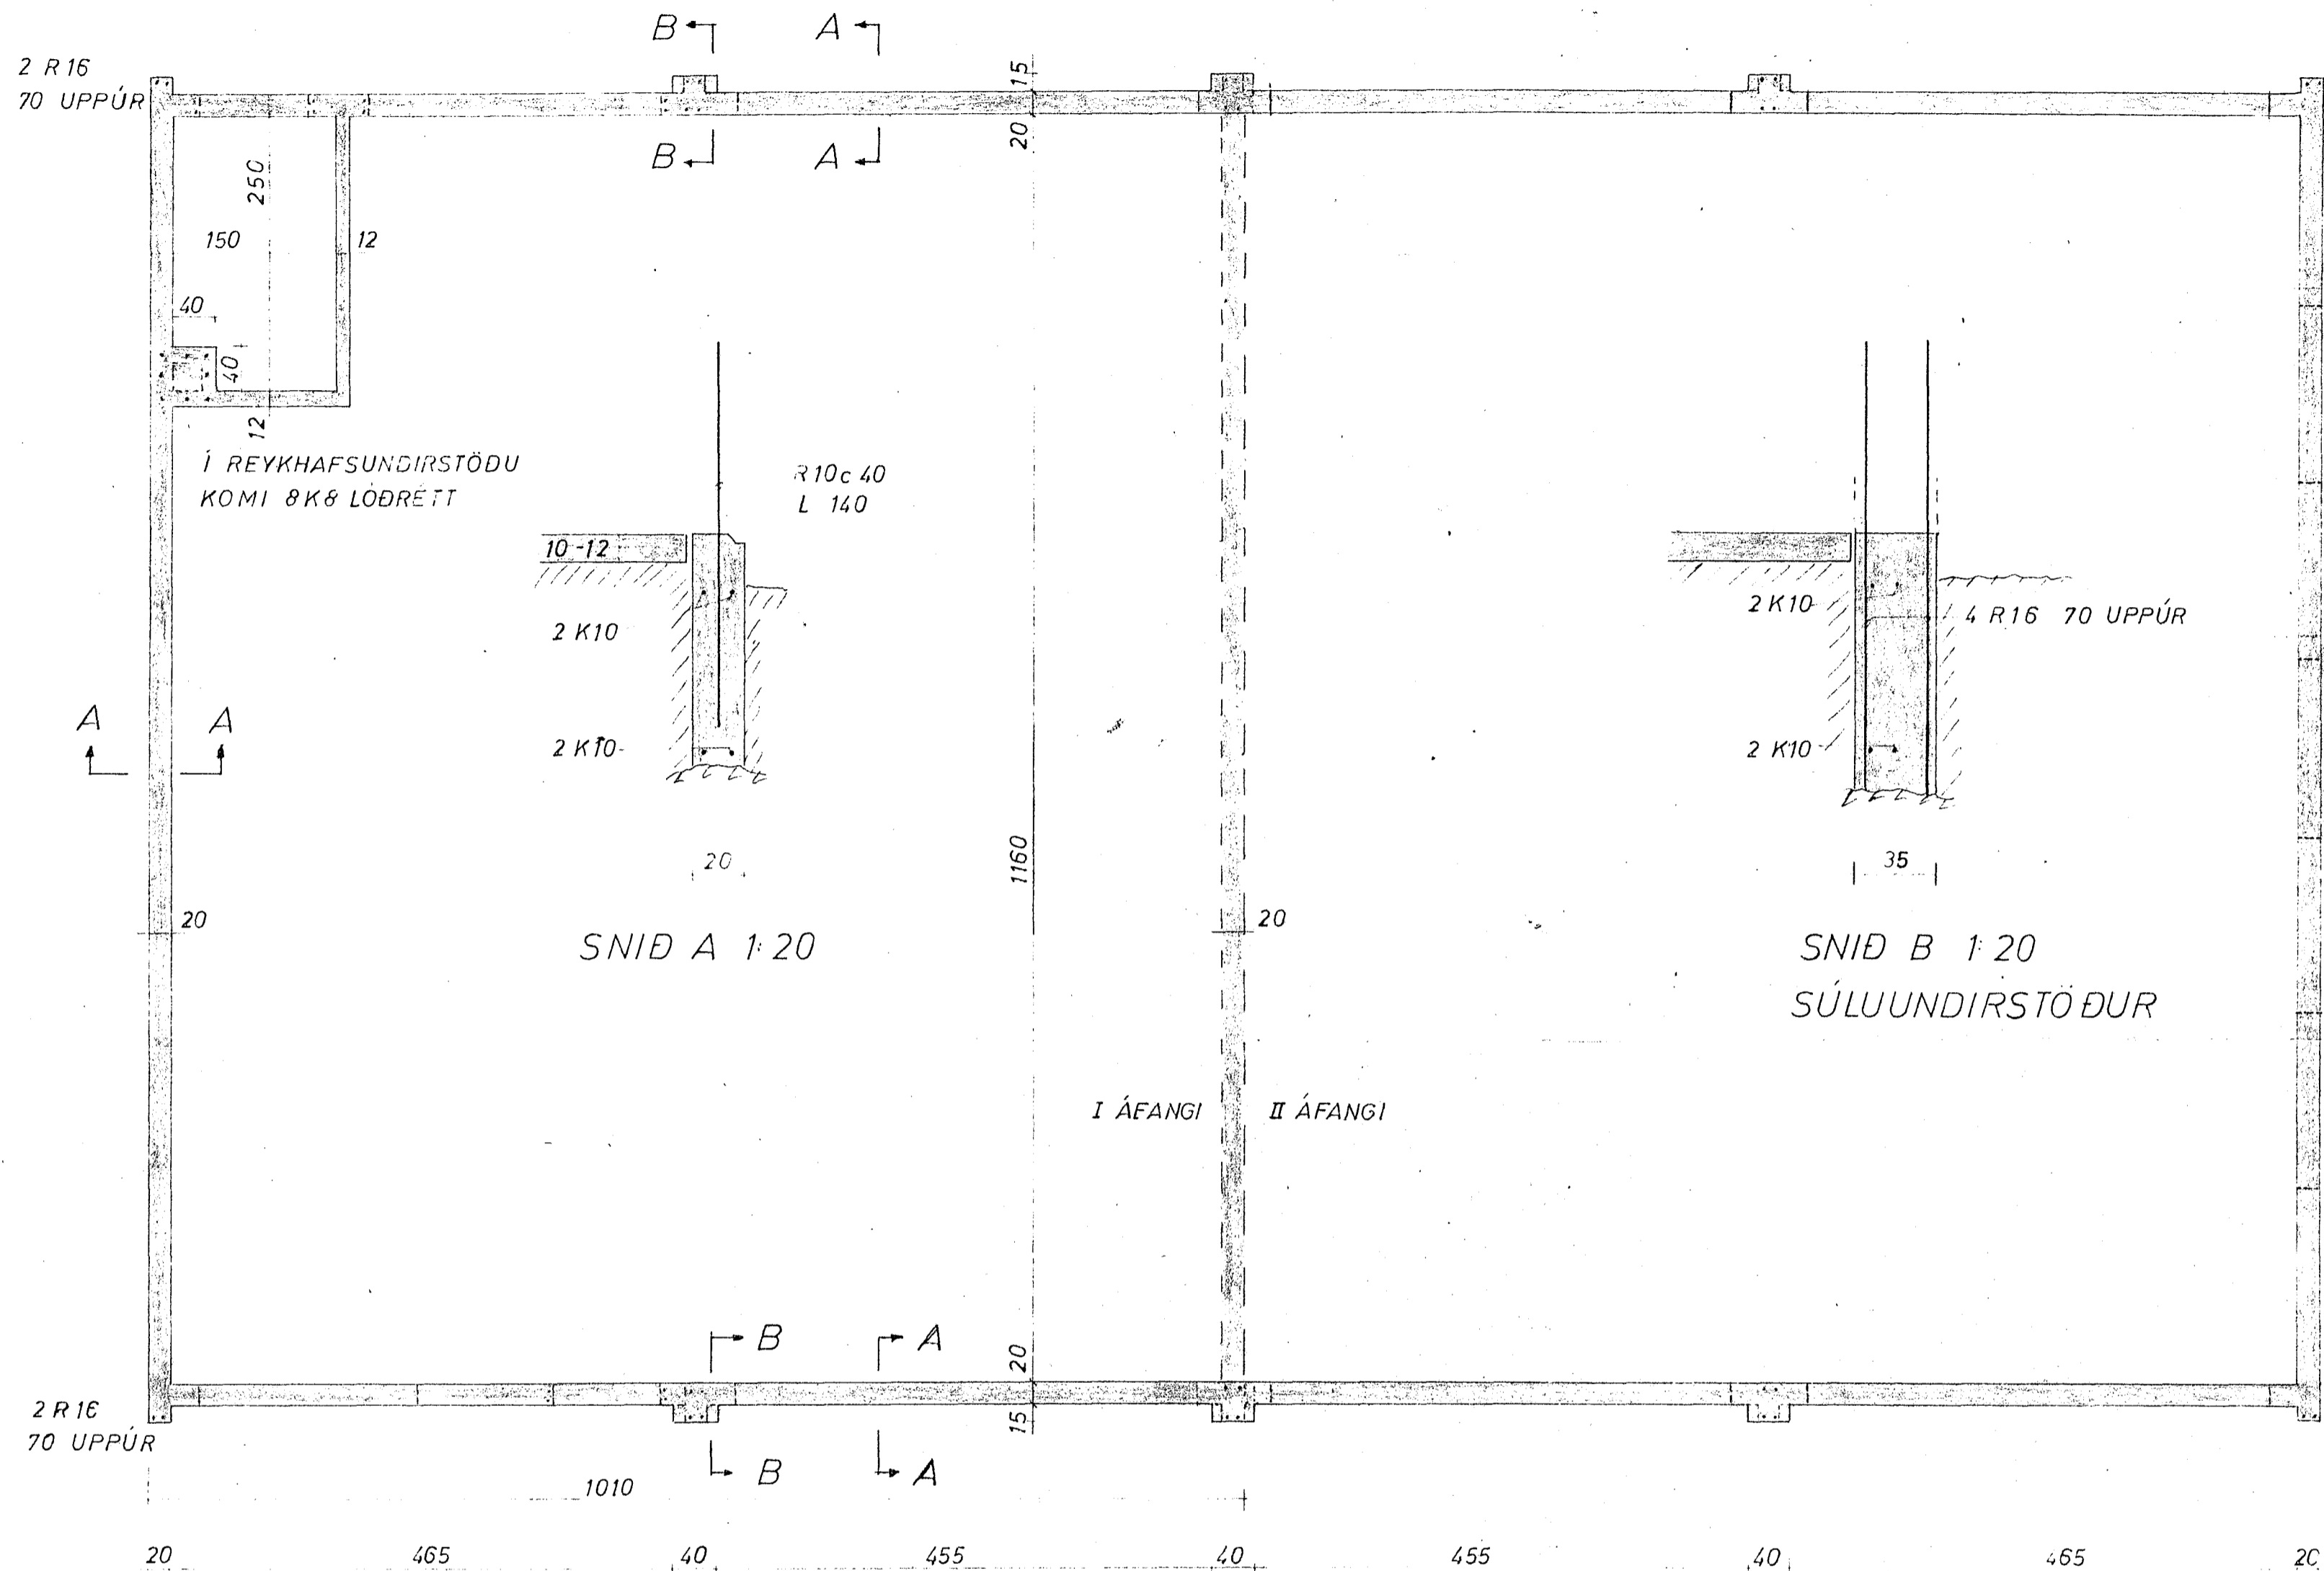 B A
2 R 16
70 UPPÚR
15
B A
20
250
150
12
40
40
12
Í REYKHAFSUNDIRSTÖDU
KOMI 8K8 LÓÐRÉTT
R10c 40
L 140
10-12
2 K10
2 K10
2 K10
4 R16 70 UPPÚR
2 K10
A A
1160
20
35
20
20
SNIÐ A 1:20
SNIÐ B 1:20
SÚLUUNDIRSTÖÐUR
I ÁFANGI
II ÁFANGI
B A
20
2 R 16
70 UPPÚR
15
B A
1010
20 465 40 455 40 455 40 465 20